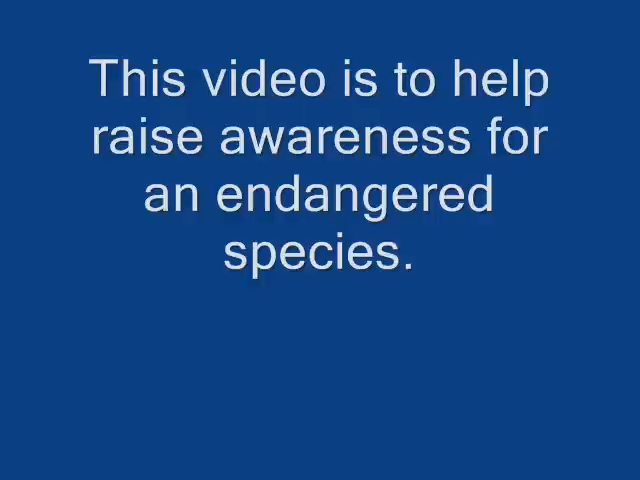 This video is to help
raise awareness for
an endangered
species.